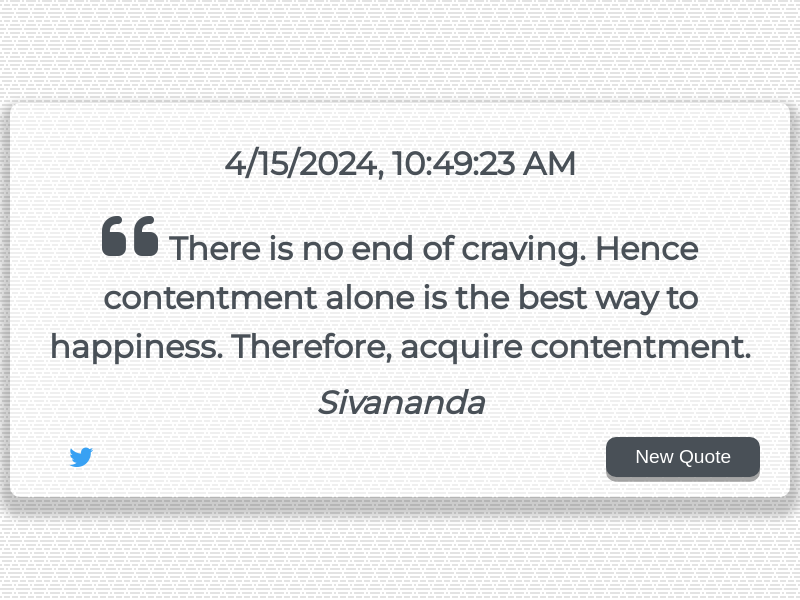 4/15/2024, 10:49:23 AM
There is no end of craving. Hence
contentment alone is the best way to
happiness. Therefore, acquire contentment.
Sivananda
New Quote